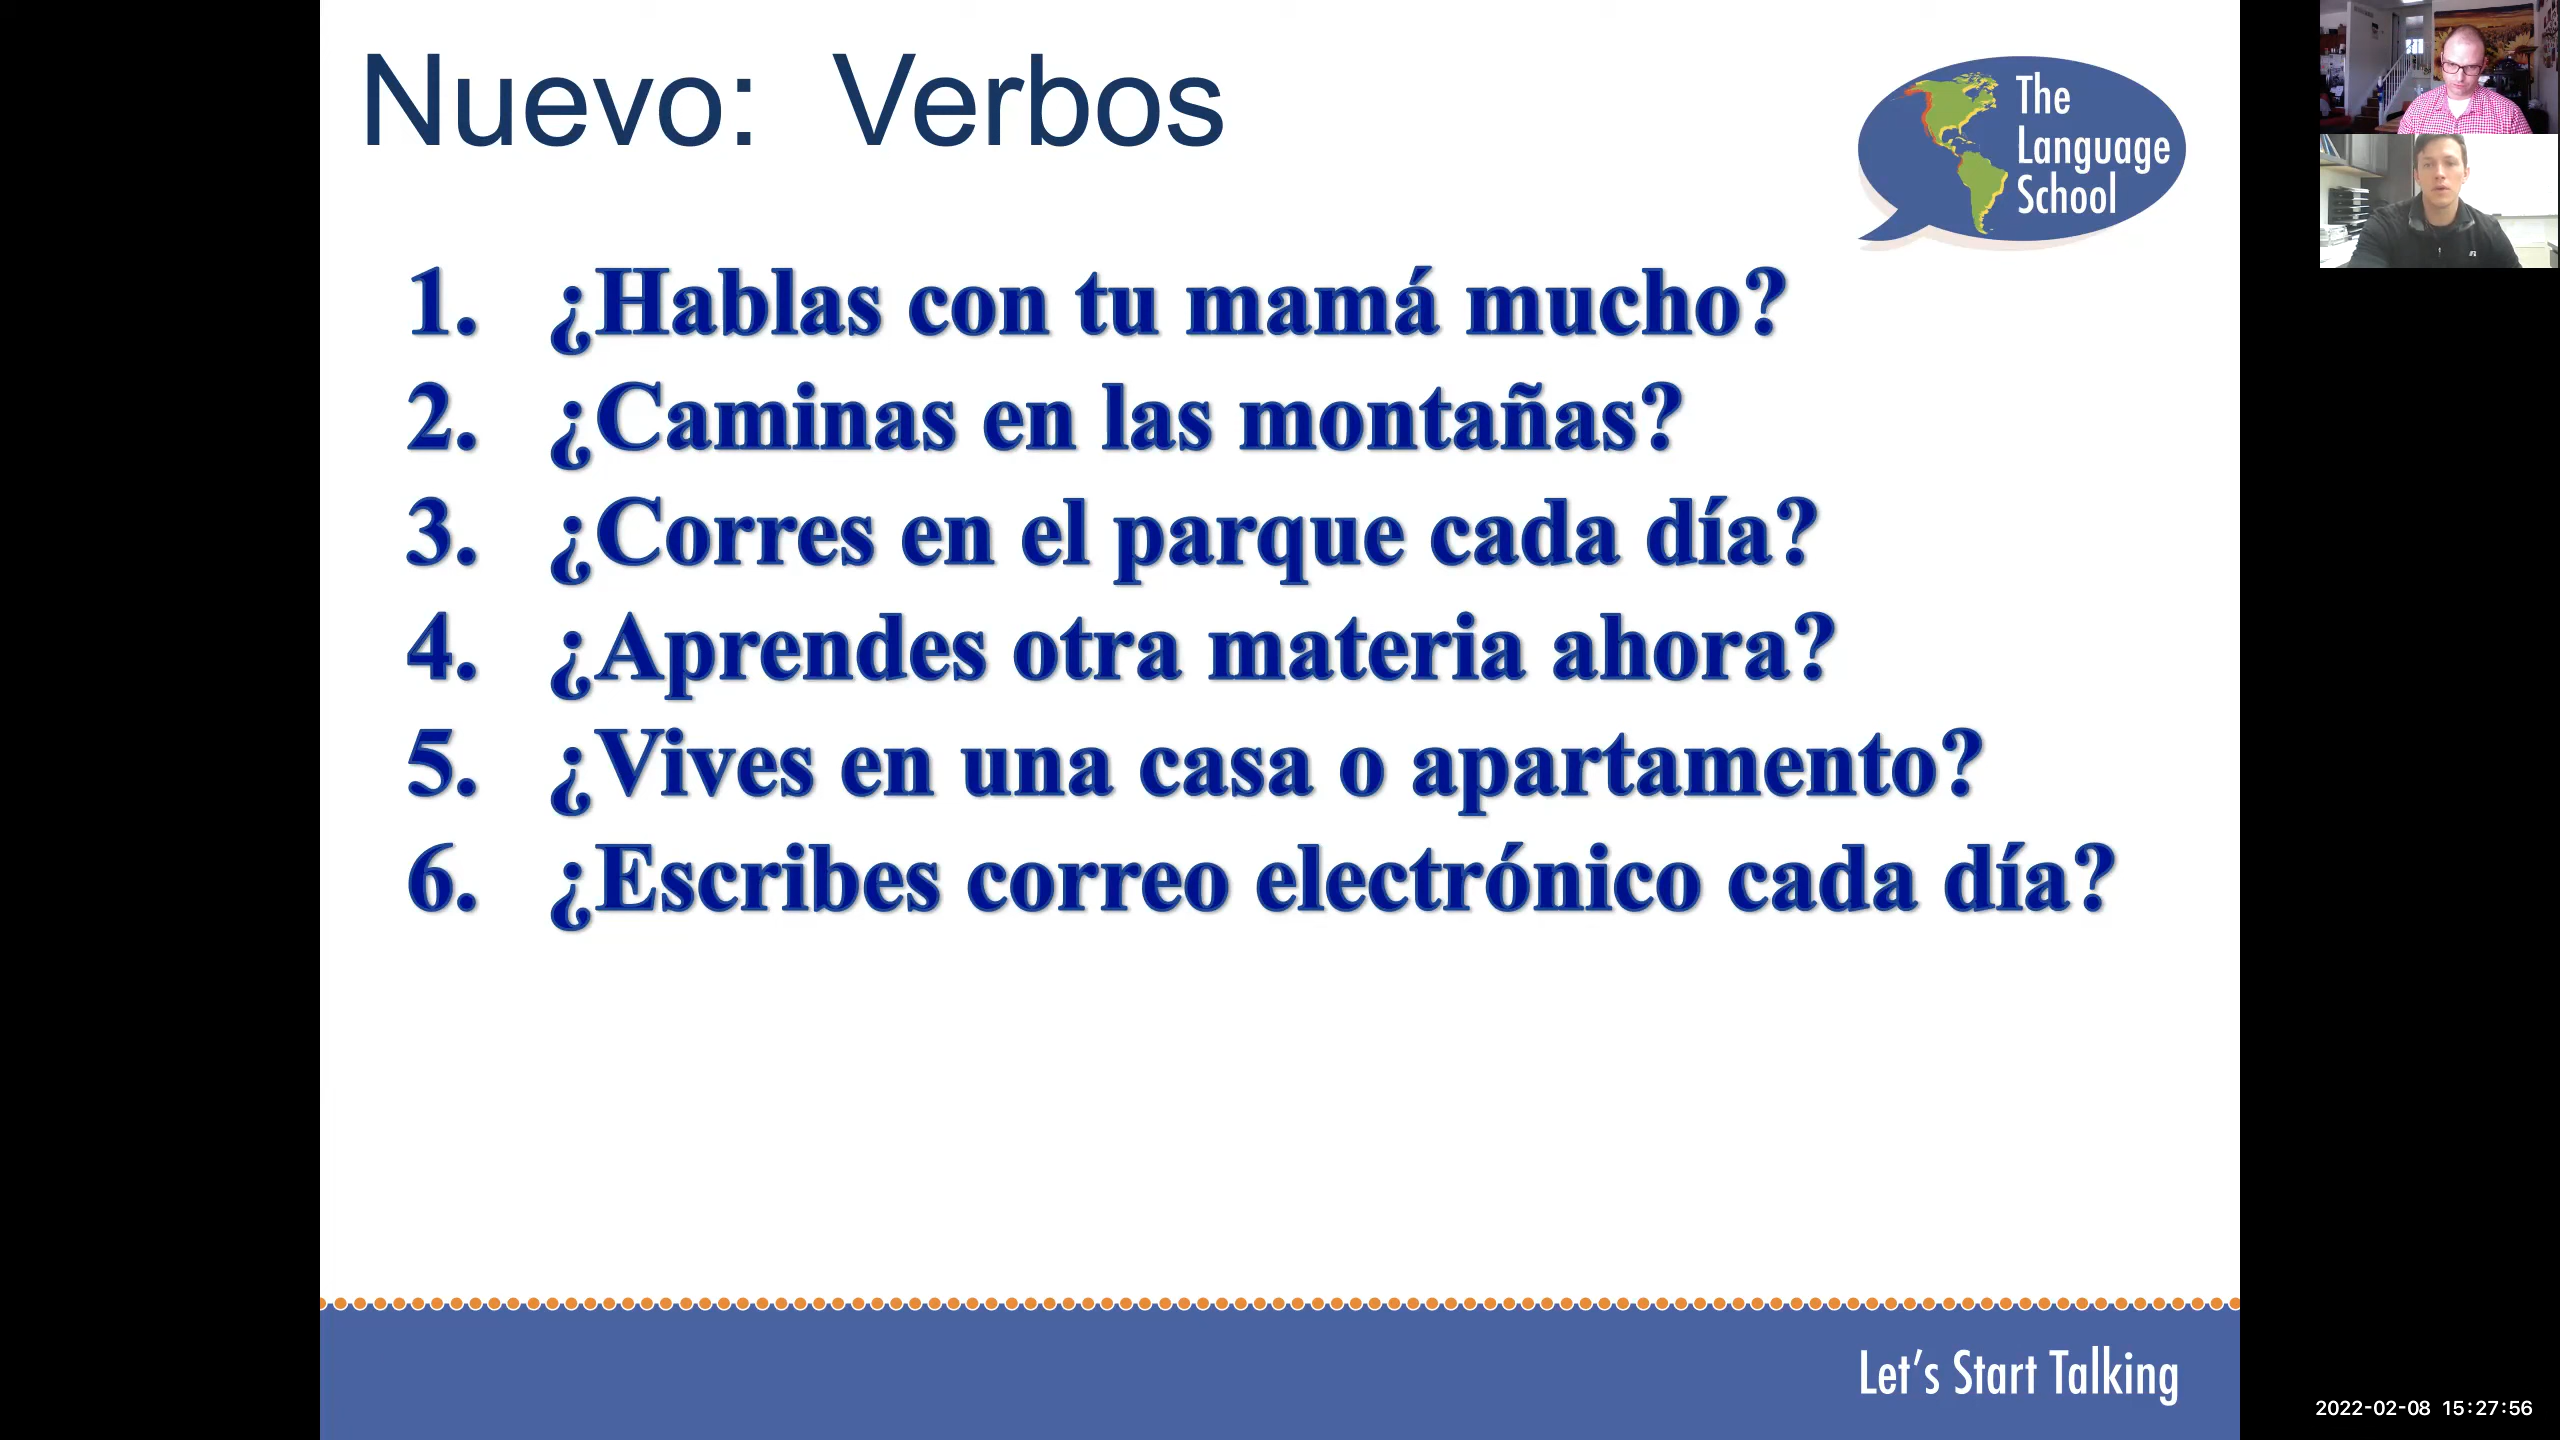 Nuevo: Verbos
The
Language
School
1. ¿Hablas con tu mamá mucho?
2. ¿Caminas en las montañas?
3. ¿Corres en el parque cada día?
4. ¿Aprendes otra materia ahora?
5. ¿Vives en una casa o apartamento?
6. ¿Escribes correo electrónico cada día?
Let's Start Talking
2022-02-08 15:27:56